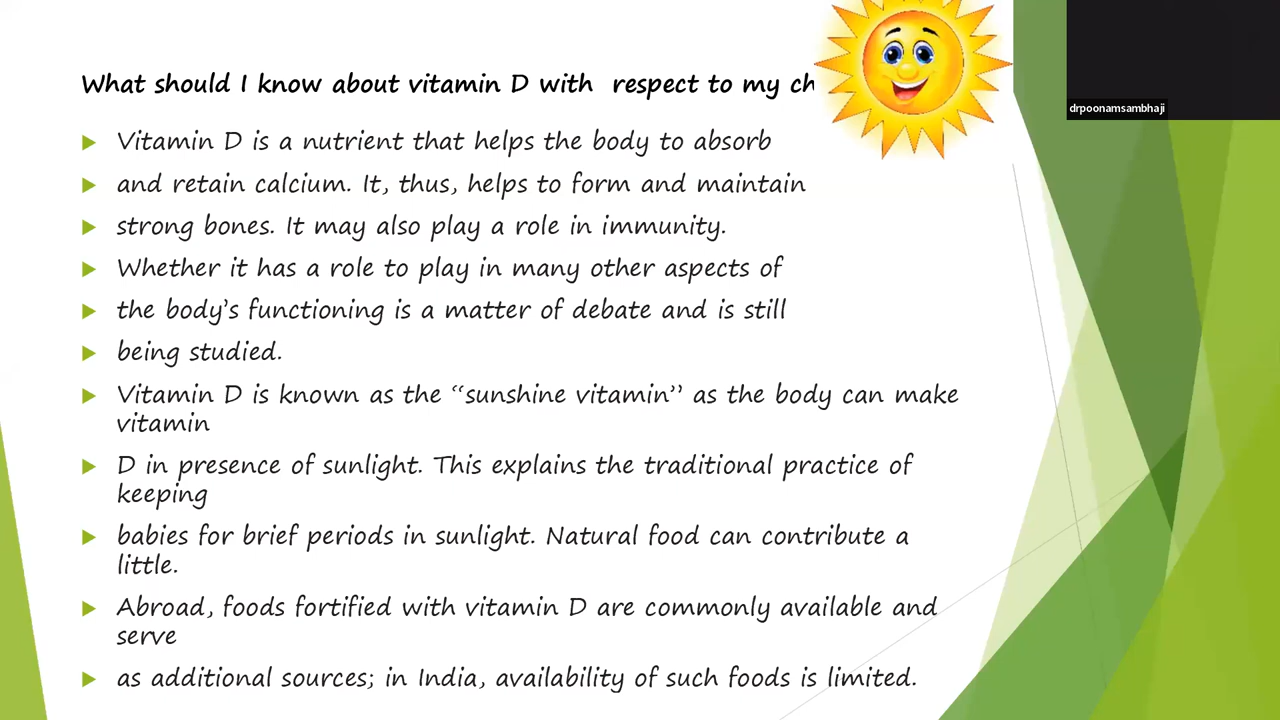 What should I know about vitamin D with respect to my ch
drpoonamsambhaji
Vitamin D is a nutrient that helps the body to absorb
and retain calcium. It, thus, helps to form and maintain
strong bones. It may also play a role in immunity.
Whether it has a role to play in many other aspects of
the body's functioning is a matter of debate and is still
being studied.
Vitamin D is known as the “sunshine vitamin” as the body can make
vitamin
D in presence of sunlight. This explains the traditional practice of
keeping
babies for brief periods in sunlight. Natural food can contribute a
little.
Abroad, foods fortified with vitamin D are commonly available and
serve
as additional sources; in India, availability of such foods is limited.